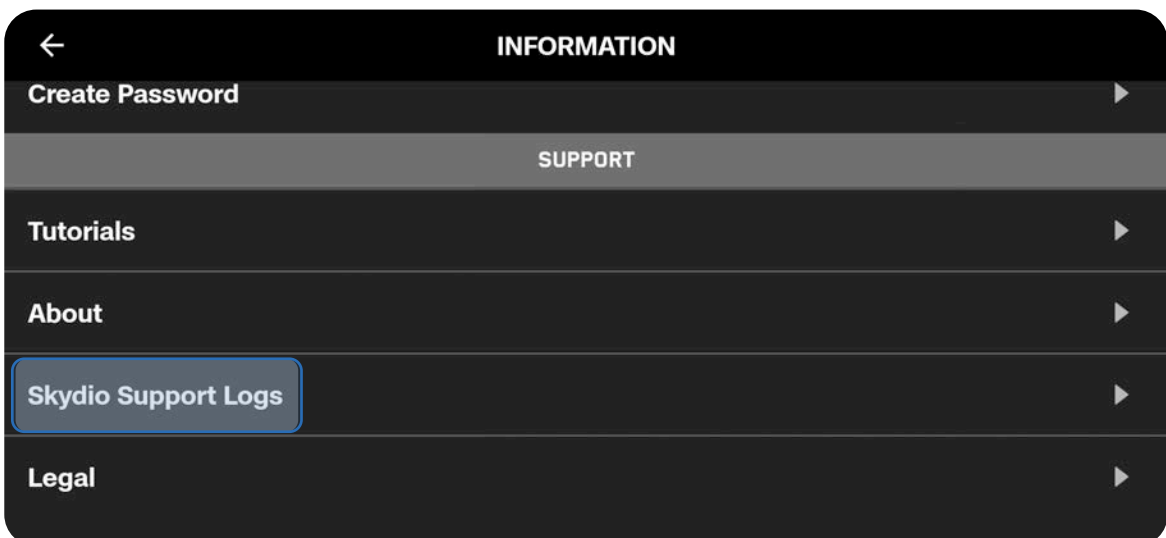 INFORMATION
Create Password
SUPPORT
Tutorials
About
Skydio Support Logs
Legal